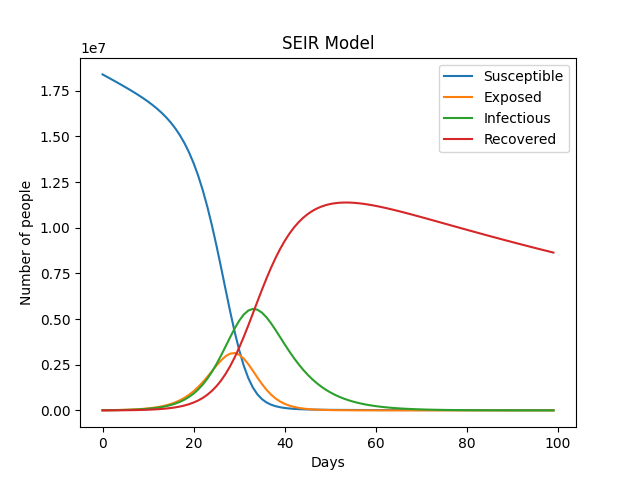 SEIR Model
1e7
Susceptible
Exposed
Infectious
Recovered
1.75
1.50
1.25
1.00
0.75
0.50
0.25
0.00
Number of people
0 20 40 60 80 100
Days